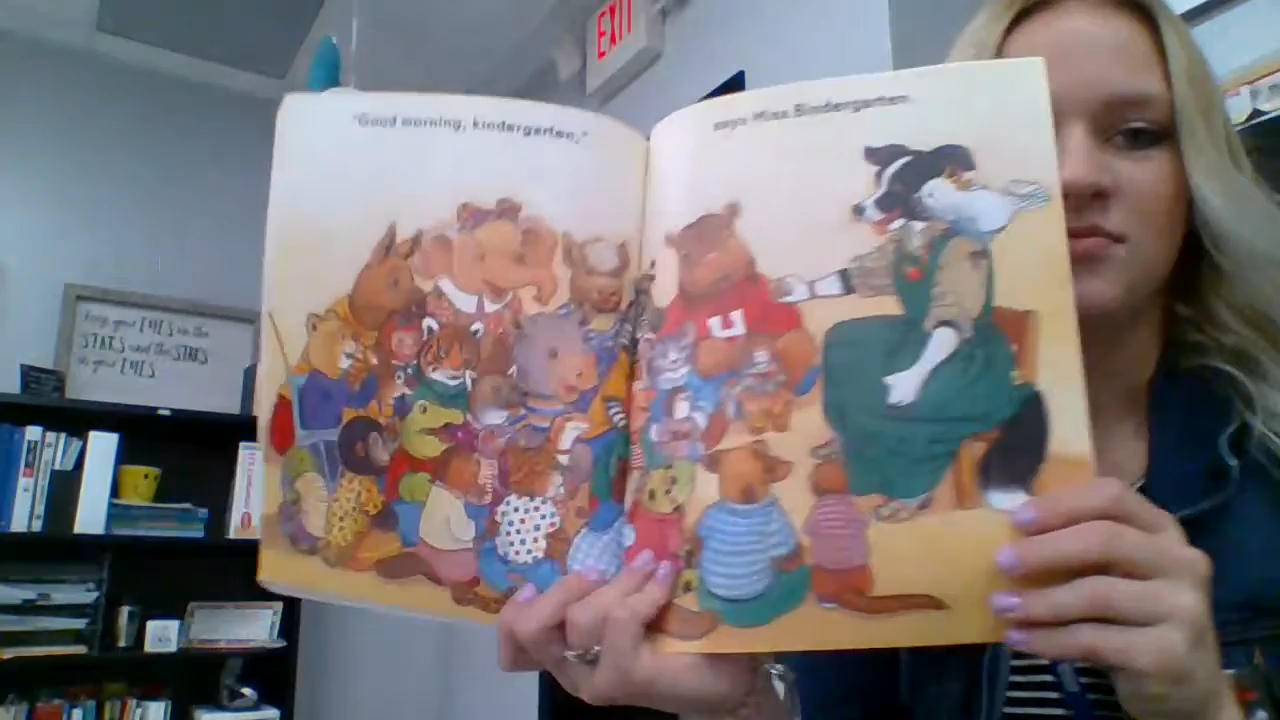 EXIT
"Good morning, kindergarten,"
says Miss Bindergarten.
U
keep your EYES on the
STARS and the STARS
in your EYES